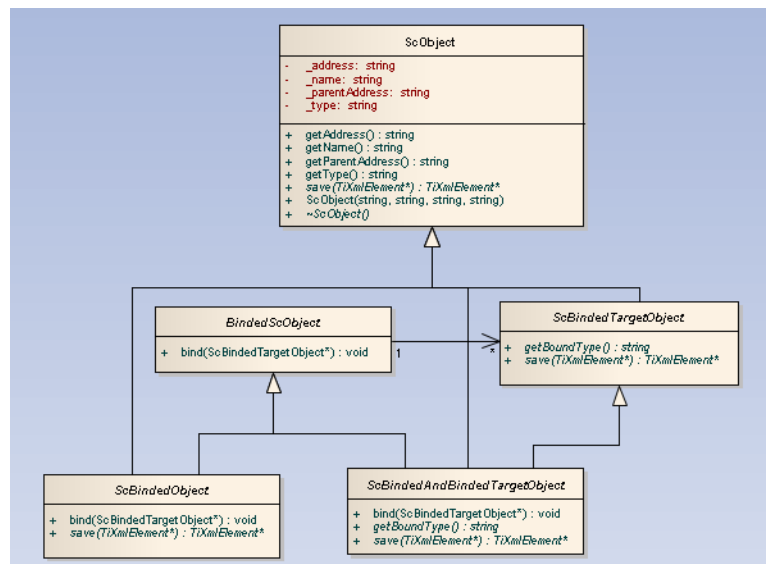 ScObject
- _address: string
- _name: string
- _parentAddress: string
- _type: string
+ getAddress() : string
+ getName() : string
+ getParentAddress() : string
+ getType() : string
+ save(TiXmlElement*) : TiXmlElement*
+ ScObject(string, string, string, string)
+ ~ScObject()
BindedScObject
+ bind(ScBindedTargetObject*) : void
1
*
ScBindedTargetObject
+ getBoundType() : string
+ save(TiXmlElement*) : TiXmlElement*
ScBindedObject
+ bind(ScBindedTargetObject*) : void
+ save(TiXmlElement*) : TiXmlElement*
ScBindedAndBindedTargetObject
+ bind(ScBindedTargetObject*) : void
+ getBoundType() : string
+ save(TiXmlElement*) : TiXmlElement*